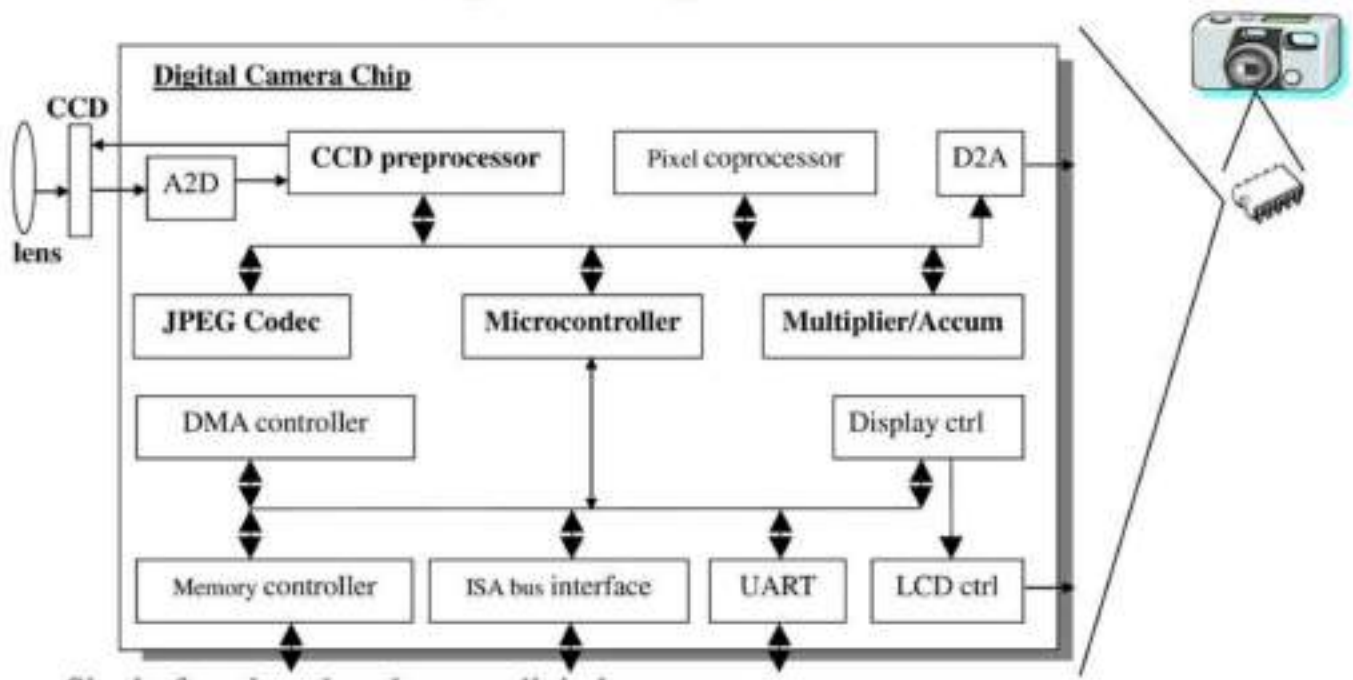 Digital Camera Chip
CCD
CCD preprocessor
Pixel coprocessor
D2A
A2D
lens
JPEG Codec
Microcontroller
Multiplier/Accum
DMA controller
Display ctrl
Memory controller
ISA bus interface
UART
LCD ctrl